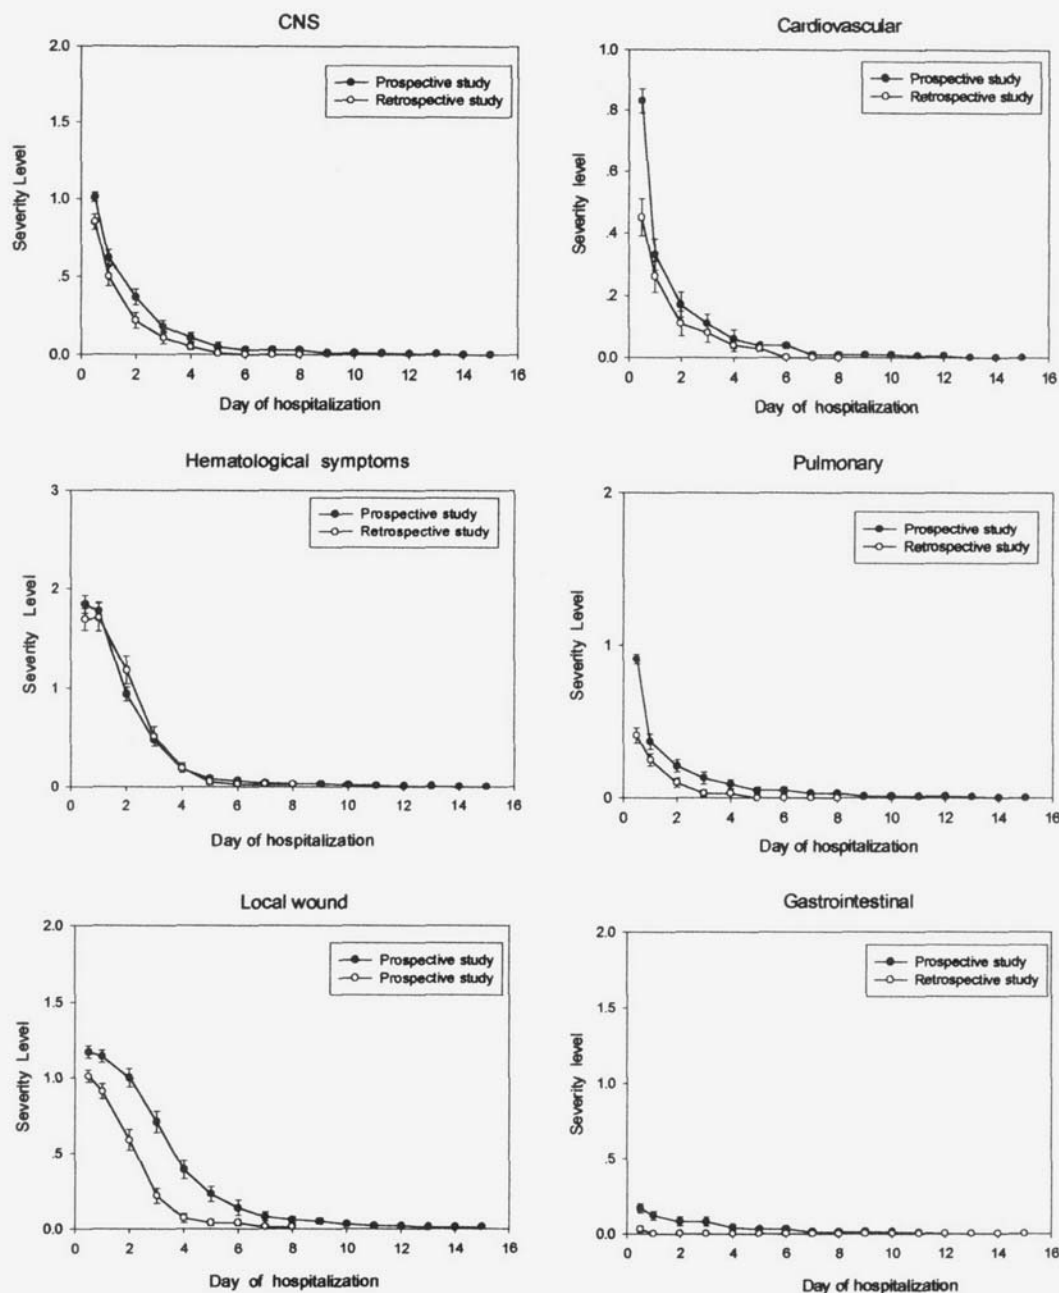 CNS
2.0
1.5
1.0
.5
0.0
Severity Level
Prospective study
Retrospective study
0 2 4 6 8 10 12 14 16
Day of hospitalization
Cardiovascular
1.0
.8
.6
.4
.2
0.0
Severity level
Prospective study
Retrospective study
0 2 4 6 8 10 12 14 16
Day of hospitalization
Hematological symptoms
3
2
1
0
Severity Level
Prospective study
Retrospective study
0 2 4 6 8 10 12 14 16
Day of hospitalization
Pulmonary
2
1
0
Severity Level
Prospective study
Retrospective study
0 2 4 6 8 10 12 14 16
Day of hospitalization
Local wound
2.0
1.5
1.0
.5
0.0
Severity Level
Prospective study
Prospective study
0 2 4 6 8 10 12 14 16
Day of hospitalization
Gastrointestinal
2.0
1.5
1.0
.5
0.0
Severity level
Prospective study
Retrospective study
0 2 4 6 8 10 12 14 16
Day of hospitalization